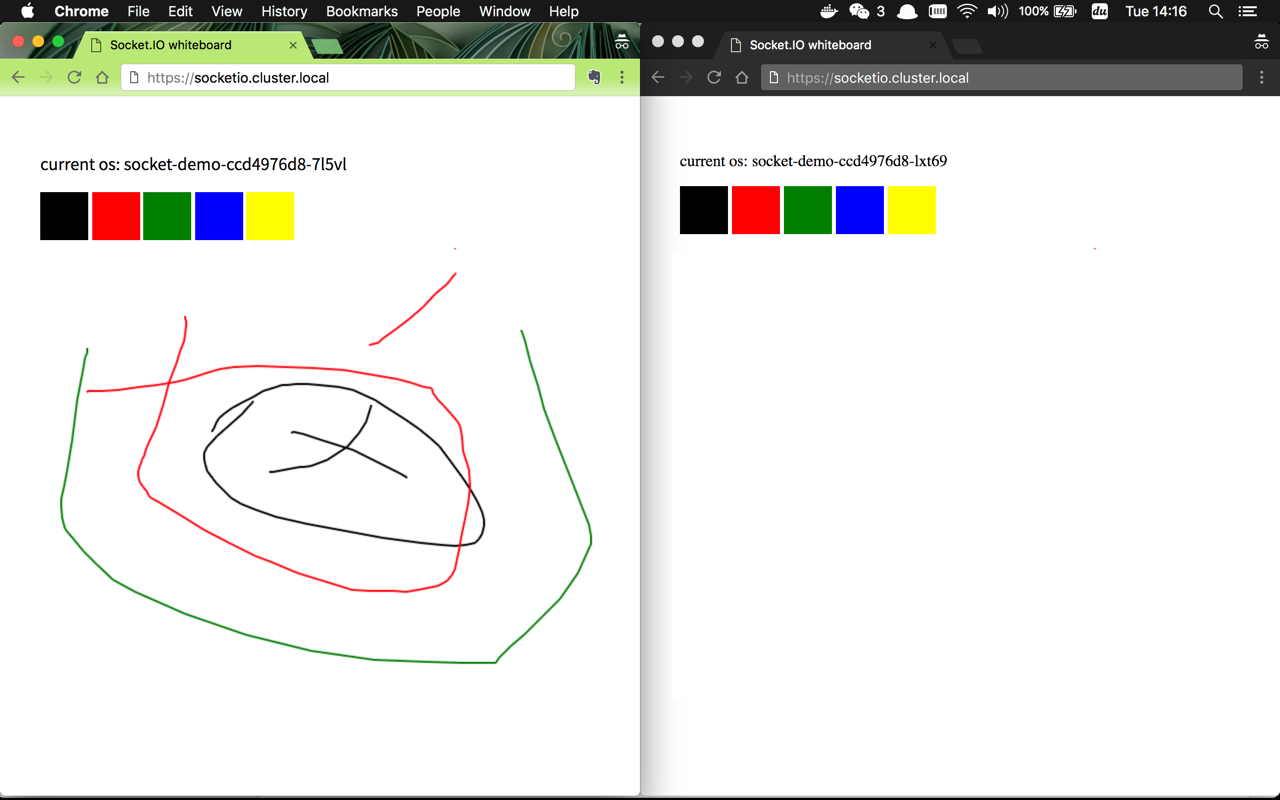 Chrome File Edit View History Bookmarks People Window Help 3 100% du Tue 14:16
Socket.IO whiteboard
https://socketio.cluster.local
current os: socket-demo-ccd4976d8-7l5vl
Socket.IO whiteboard
https://socketio.cluster.local
current os: socket-demo-ccd4976d8-lxt69